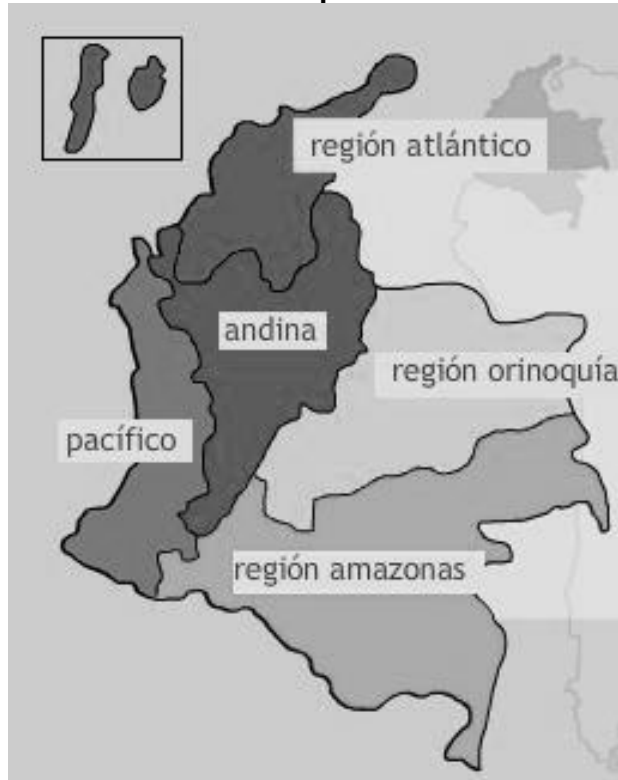 región atlántico
andina
región orinoquía
pacífico
región amazonas